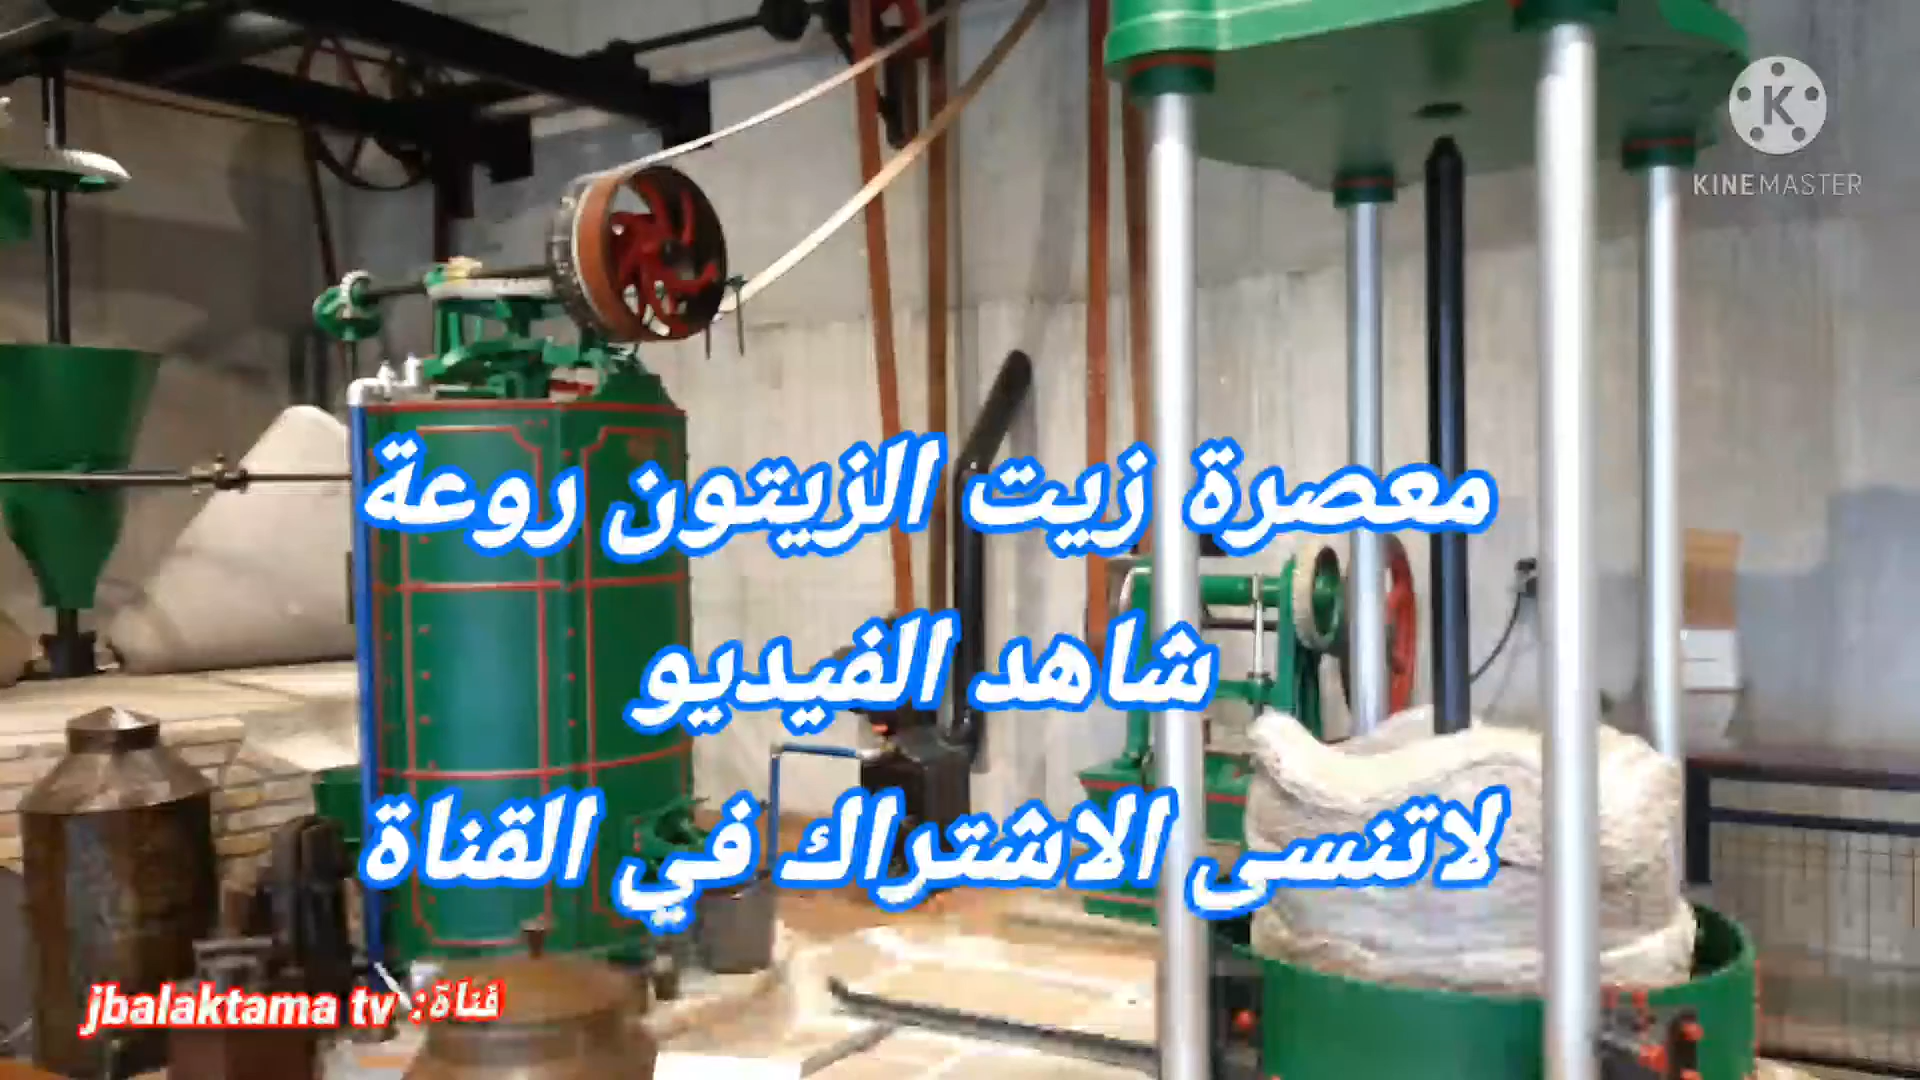 KINEMASTER
معصرة زيت الزيتون روعة
شاهد الفيديو
لاتنسى الاشتراك في القناة
قناة: jbalaktama tv